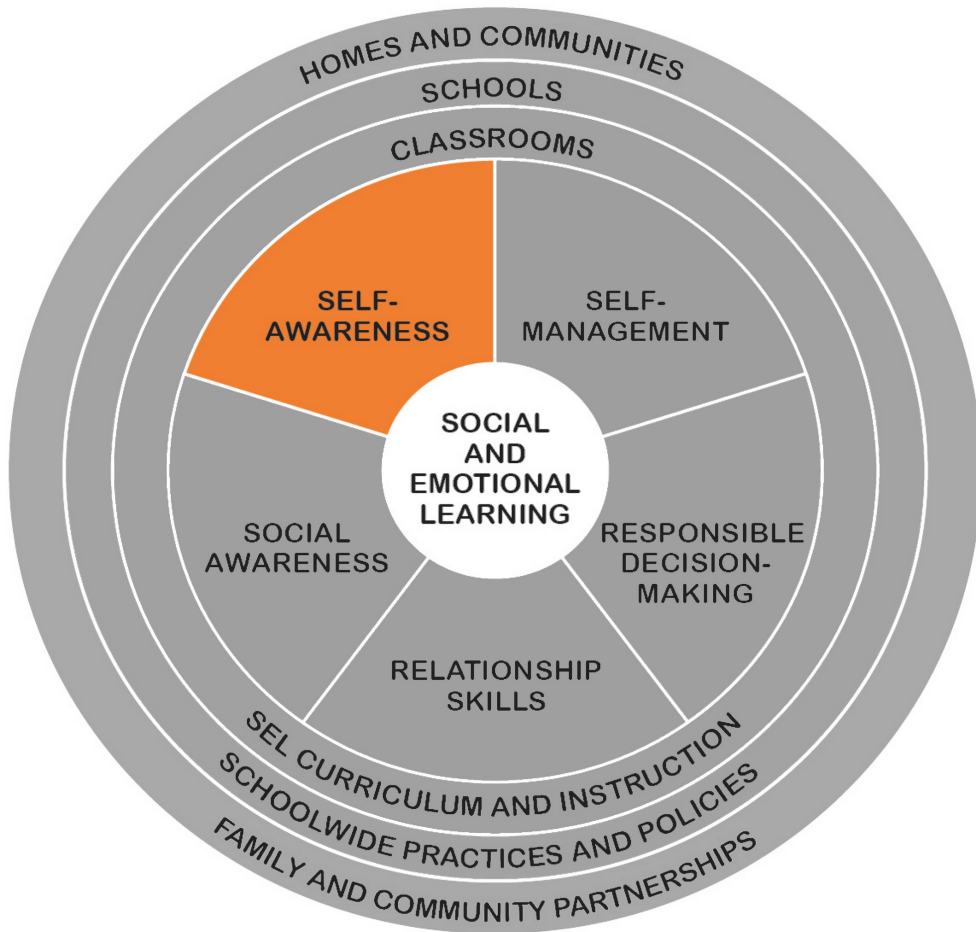 HOMES AND COMMUNITIES
SCHOOLS
CLASSROOMS
SELF-
AWARENESS
SELF-
MANAGEMENT
SOCIAL
AND
EMOTIONAL
LEARNING
SOCIAL
AWARENESS
RESPONSIBLE
DECISION-
MAKING
RELATIONSHIP
SKILLS
SEL CURRICULUM AND INSTRUCTION
SCHOOLWIDE PRACTICES AND POLICIES
FAMILY AND COMMUNITY PARTNERSHIPS